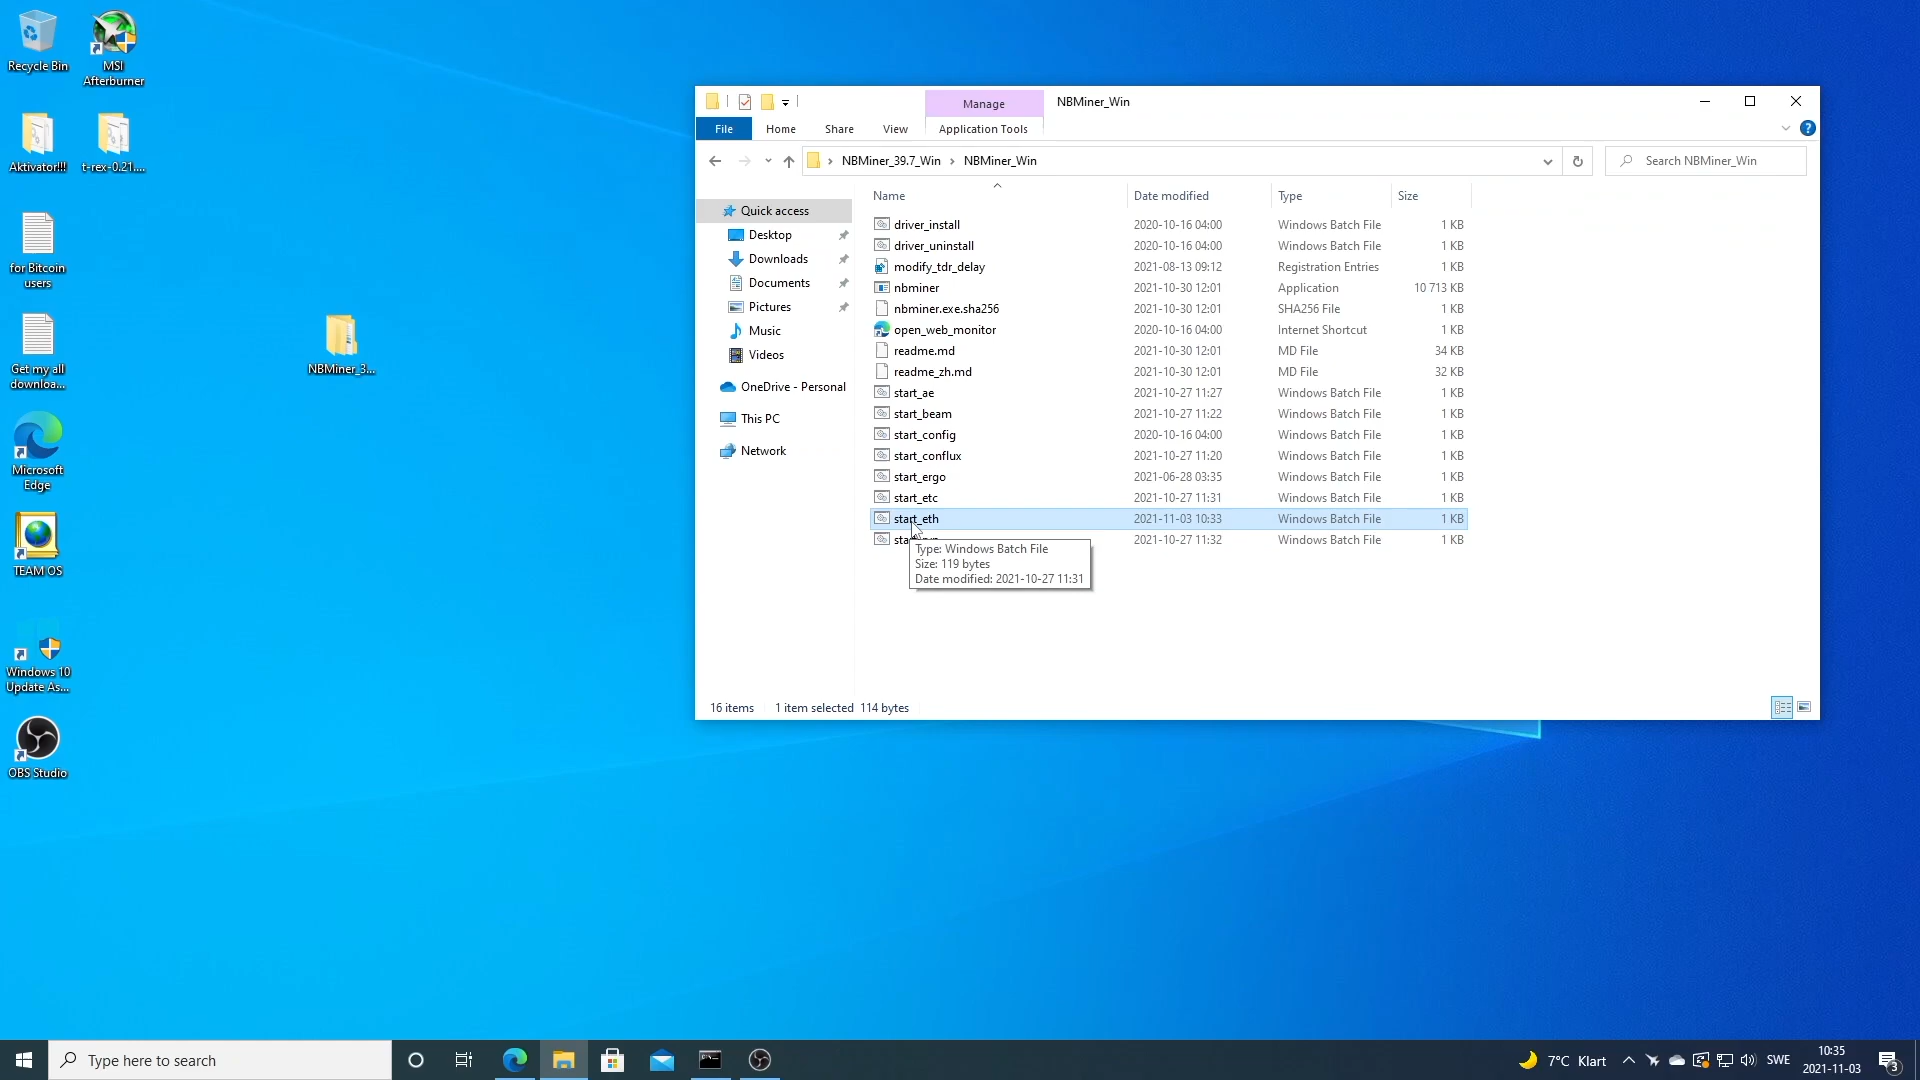 Recycle Bin
MSI
Afterburner
Aktivator!!!
t-rex-0.21....
for Bitcoin
users
Get my all
downloa...
NBMiner_3...
Microsoft
Edge
TEAM OS
Windows 10
Update As...
OBS Studio
Manage
NBMiner_Win
File
Home
Share
View
Application Tools
NBMiner_39.7_Win
NBMiner_Win
Search NBMiner_Win
Quick access
Desktop
Downloads
Documents
Pictures
Music
Videos
OneDrive - Personal
This PC
Network
Name Date modified Type Size
driver_install 2020-10-16 04:00 Windows Batch File 1 KB
driver_uninstall 2020-10-16 04:00 Windows Batch File 1 KB
modify_tdr_delay 2021-08-13 09:12 Registration Entries 1 KB
nbminer 2021-10-30 12:01 Application 10 713 KB
nbminer.exe.sha256 2021-10-30 12:01 SHA256 File 1 KB
open_web_monitor 2020-10-16 04:00 Internet Shortcut 1 KB
readme.md 2021-10-30 12:01 MD File 34 KB
readme_zh.md 2021-10-30 12:01 MD File 32 KB
start_ae 2021-10-27 11:27 Windows Batch File 1 KB
start_beam 2021-10-27 11:22 Windows Batch File 1 KB
start_config 2020-10-16 04:00 Windows Batch File 1 KB
start_conflux 2021-10-27 11:20 Windows Batch File 1 KB
start_ergo 2021-06-28 03:35 Windows Batch File 1 KB
start_etc 2021-10-27 11:31 Windows Batch File 1 KB
start_eth 2021-11-03 10:33 Windows Batch File 1 KB
2021-10-27 11:32 Windows Batch File 1 KB
Type: Windows Batch File
Size: 119 bytes
Date modified: 2021-10-27 11:31
16 items 1 item selected 114 bytes
Type here to search
7°C Klart
SWE
10:35
2021-11-03
3